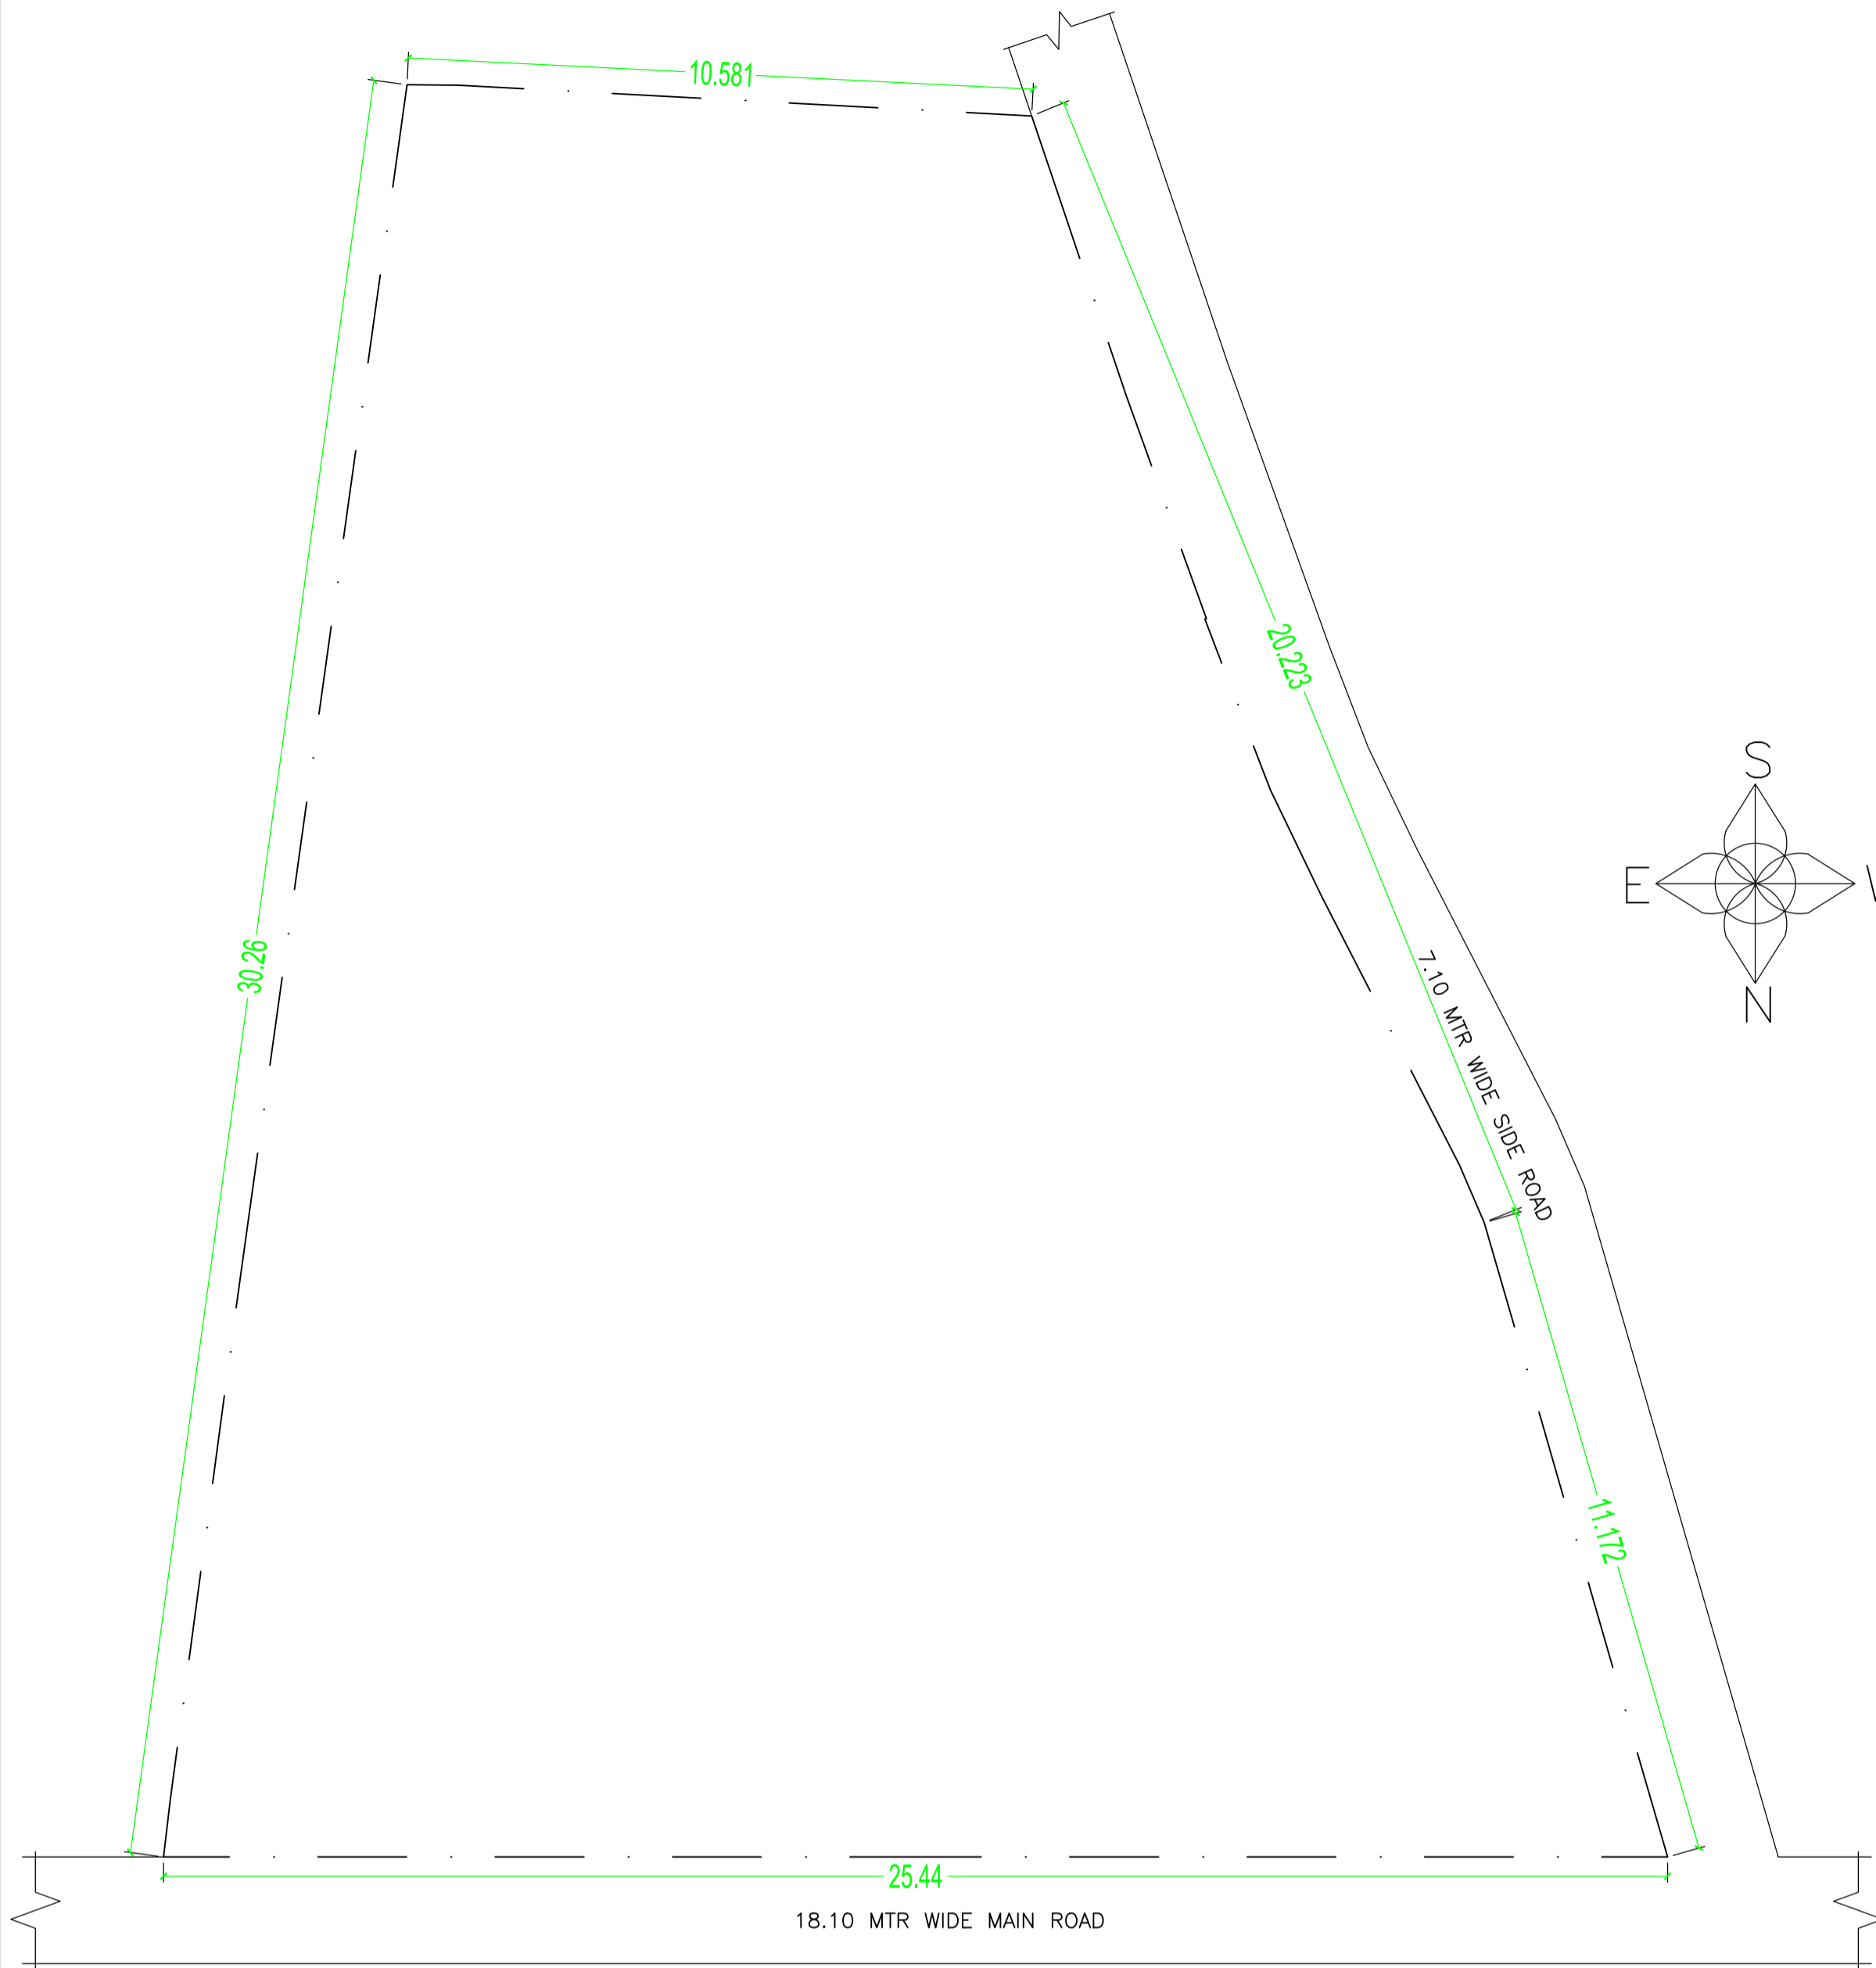 10.581
20.223
S
E
30.26
N
7.10 MTR WIDE SIDE ROAD
11.172
25.44
18.10 MTR WIDE MAIN ROAD